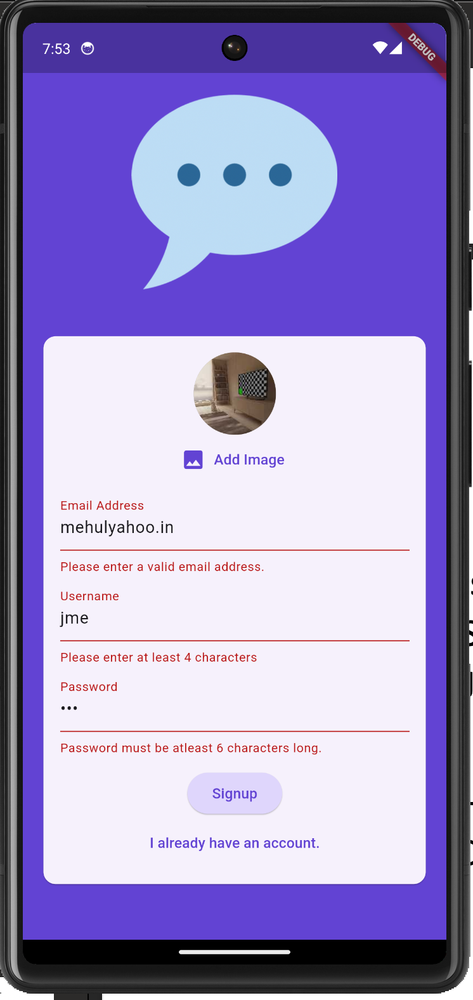 7:53
DEBUG
Add Image
Email Address
mehulyahoo.in
Please enter a valid email address.
Username
jme
Please enter at least 4 characters
Password
•••
Password must be atleast 6 characters long.
Signup
I already have an account.